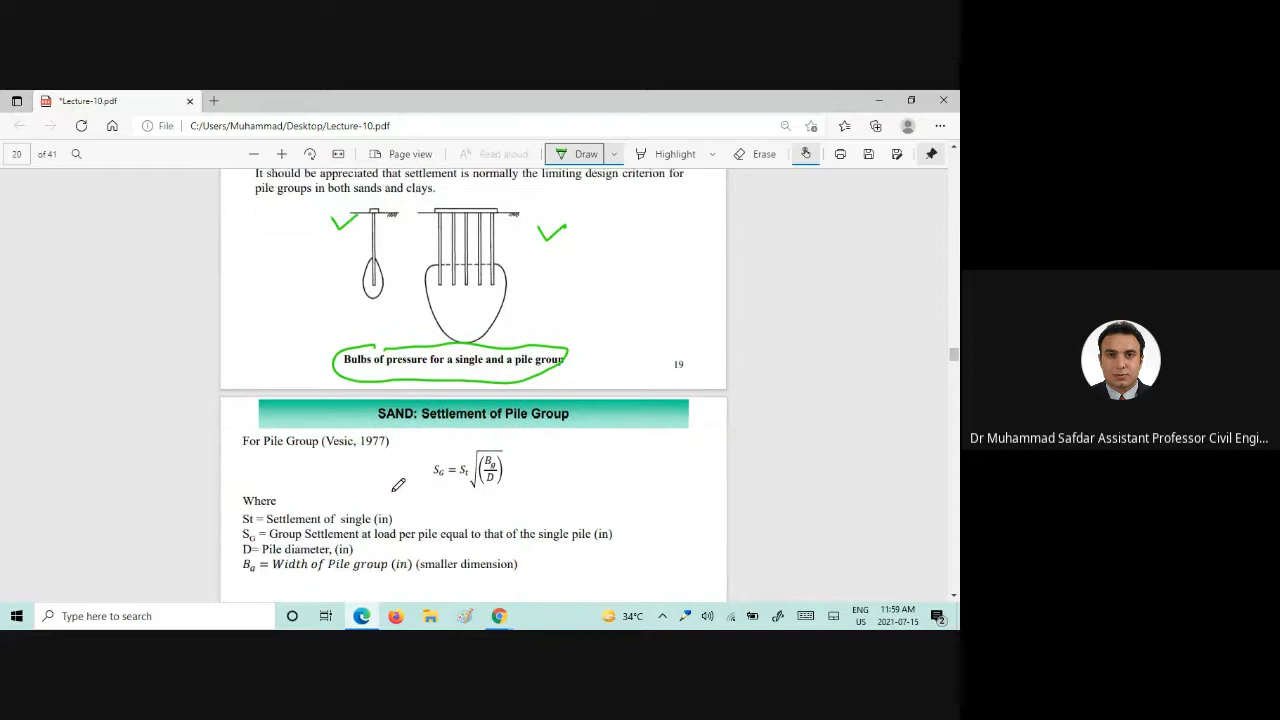 *Lecture-10.pdf
File
C:/Users/Muhammad/Desktop/Lecture-10.pdf
20 of 41
Page view
Read aloud
Draw
Highlight
Erase
It should be appreciated that settlement is normally the limiting design criterion for
pile groups in both sands and clays.
Bulbs of pressure for a single and a pile group
19
SAND: Settlement of Pile Group
For Pile Group (Vesic, 1977)
S_G = S_t √(B_g/D)
Where
St = Settlement of single (in)
S_G = Group Settlement at load per pile equal to that of the single pile (in)
D= Pile diameter, (in)
B_g = Width of Pile group (in) (smaller dimension)
Dr Muhammad Safdar Assistant Professor Civil Engi...
Type here to search
34°C
ENG
US
11:59 AM
2021-07-15
2